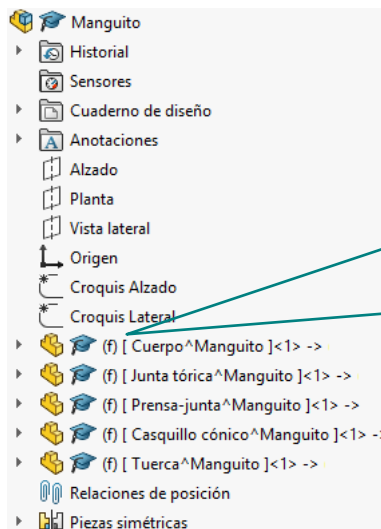 Manguito
Historial
Sensores
Cuaderno de diseño
Anotaciones
Alzado
Planta
Vista lateral
Origen
Croquis Alzado
Croquis Lateral
(f) [ Cuerpo^Manguito ]<1> ->
(f) [ Junta tórica^Manguito ]<1> ->
(f) [ Prensa-junta^Manguito ]<1> ->
(f) [ Casquillo cónico^Manguito ]<1> ->
(f) [ Tuerca^Manguito ]<1> ->
Relaciones de posición
Piezas simétricas